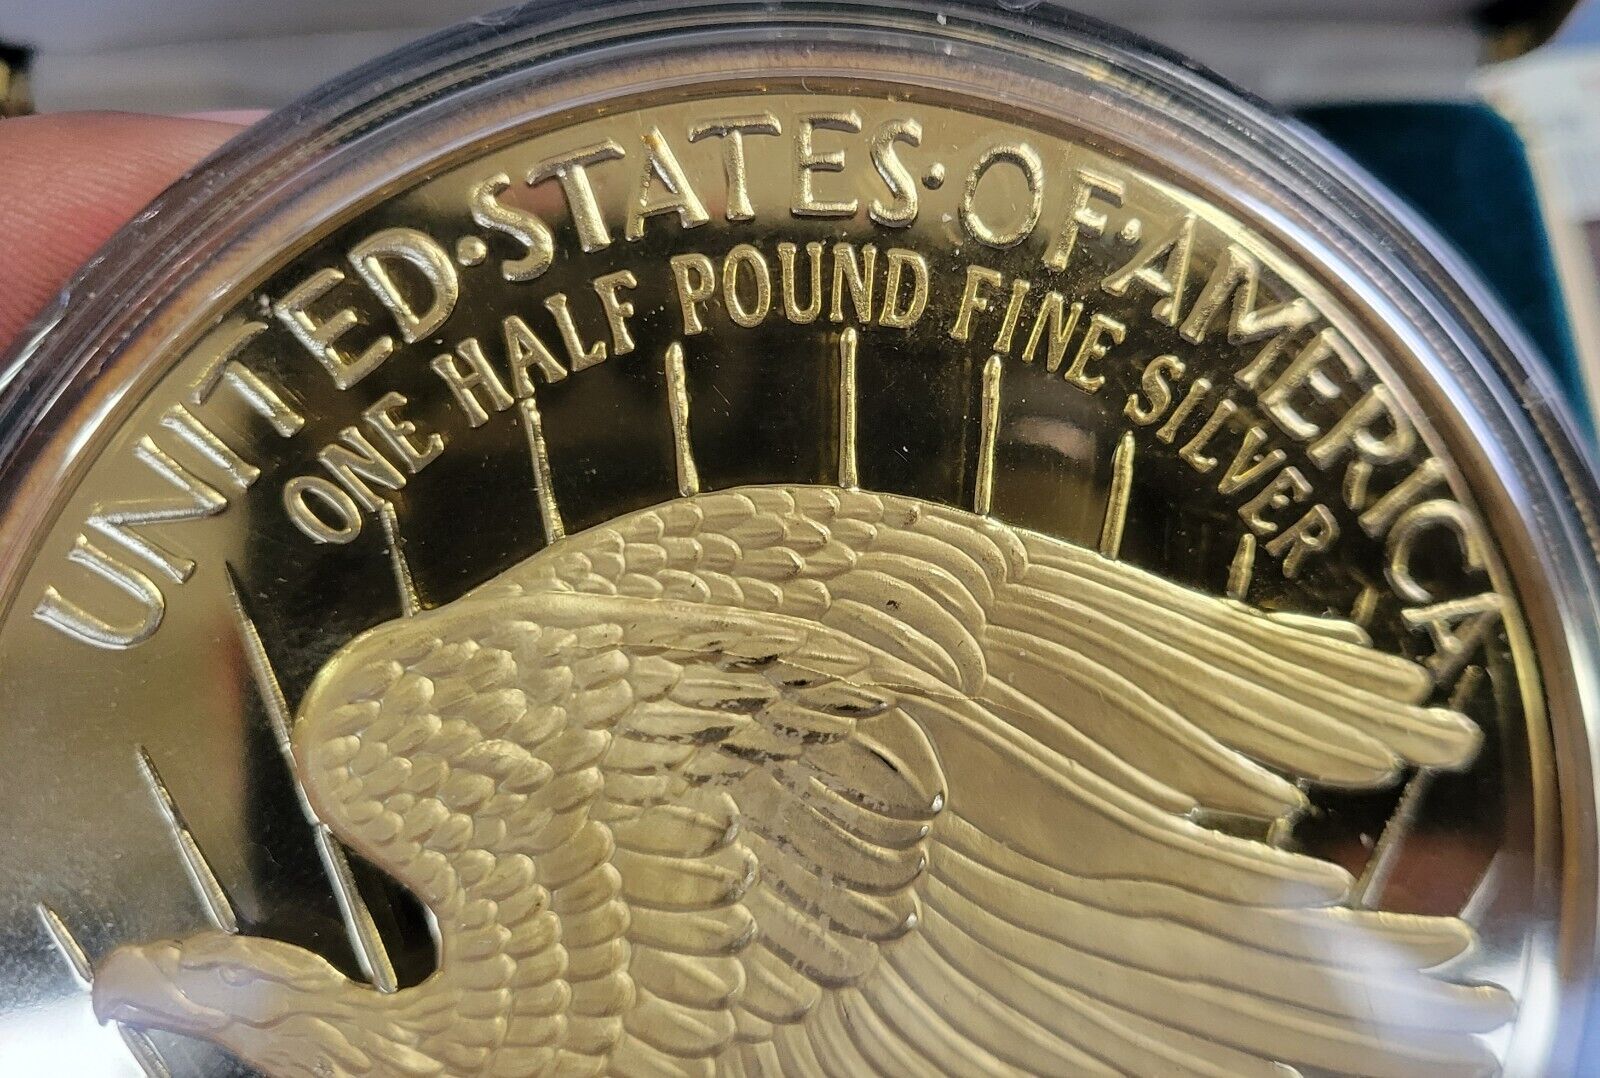 UNITED·STATES·OF·AMERICA
ONE HALF POUND FINE SILVER